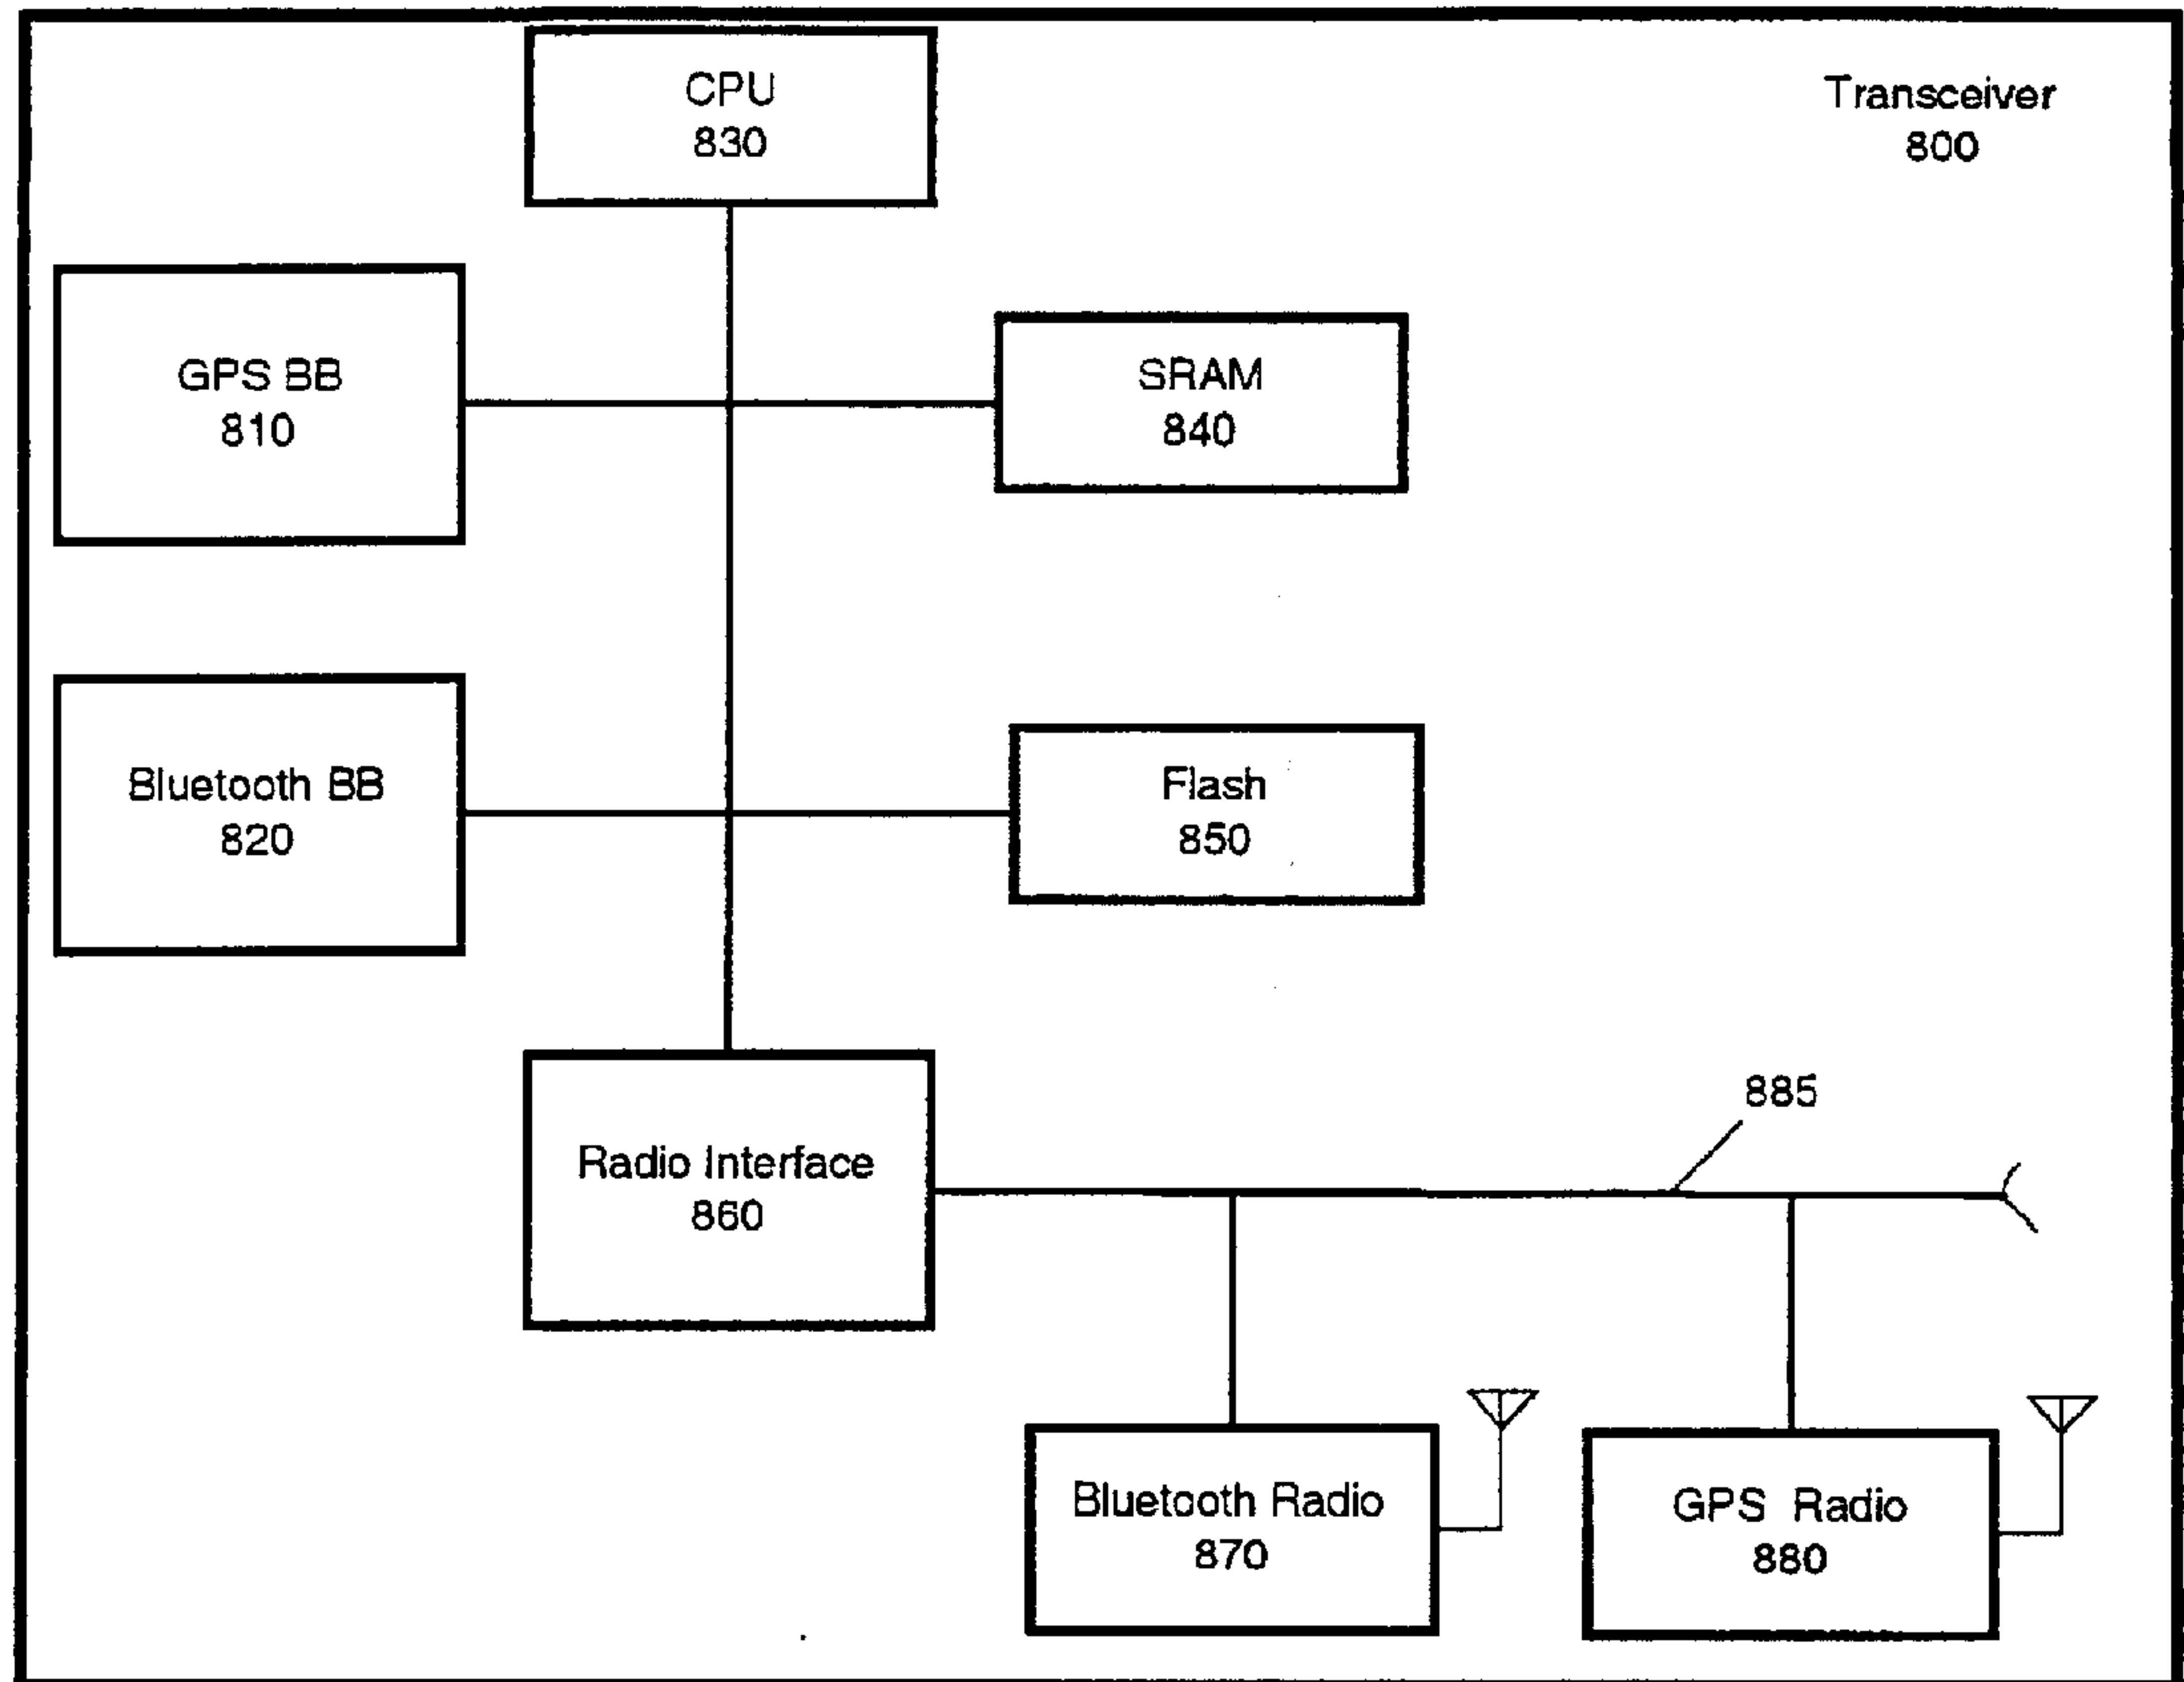 CPU
830
Transceiver
800
GPS BB
810
SRAM
840
Bluetooth BB
820
Flash
850
885
Radio Interface
860
Bluetooth Radio
870
GPS Radio
880